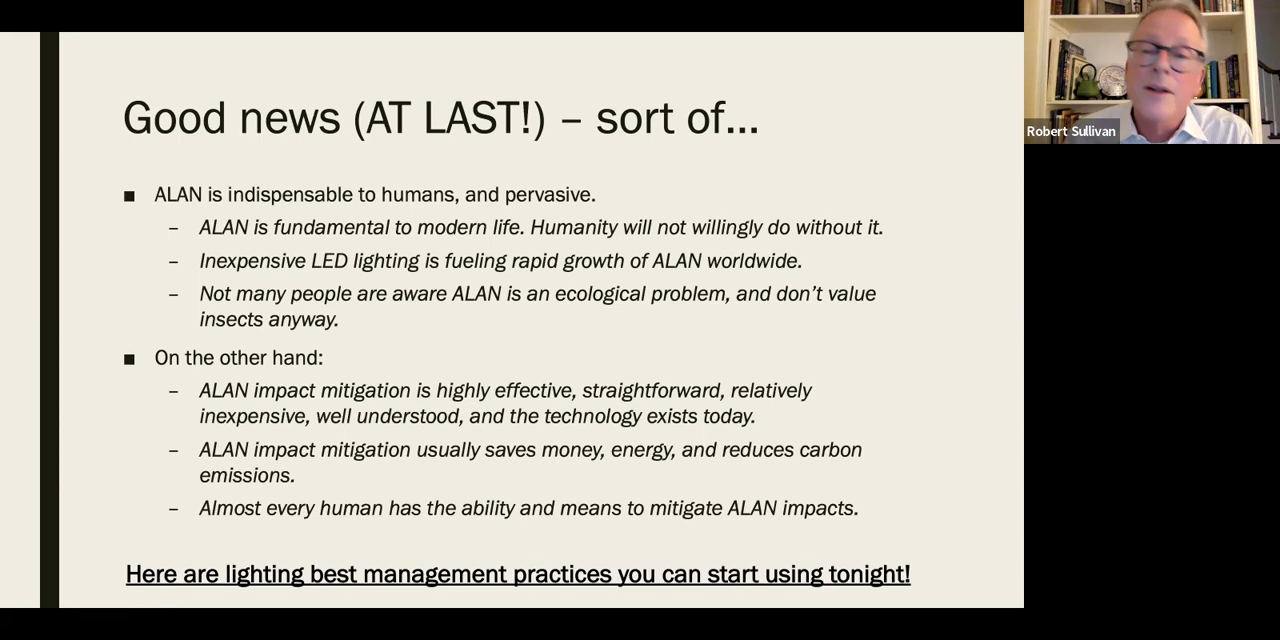 Good news (AT LAST!) – sort of…
■ ALAN is indispensable to humans, and pervasive.
– ALAN is fundamental to modern life. Humanity will not willingly do without it.
– Inexpensive LED lighting is fueling rapid growth of ALAN worldwide.
– Not many people are aware ALAN is an ecological problem, and don’t value
insects anyway.
■ On the other hand:
– ALAN impact mitigation is highly effective, straightforward, relatively
inexpensive, well understood, and the technology exists today.
– ALAN impact mitigation usually saves money, energy, and reduces carbon
emissions.
– Almost every human has the ability and means to mitigate ALAN impacts.
Here are lighting best management practices you can start using tonight!
Robert Sullivan